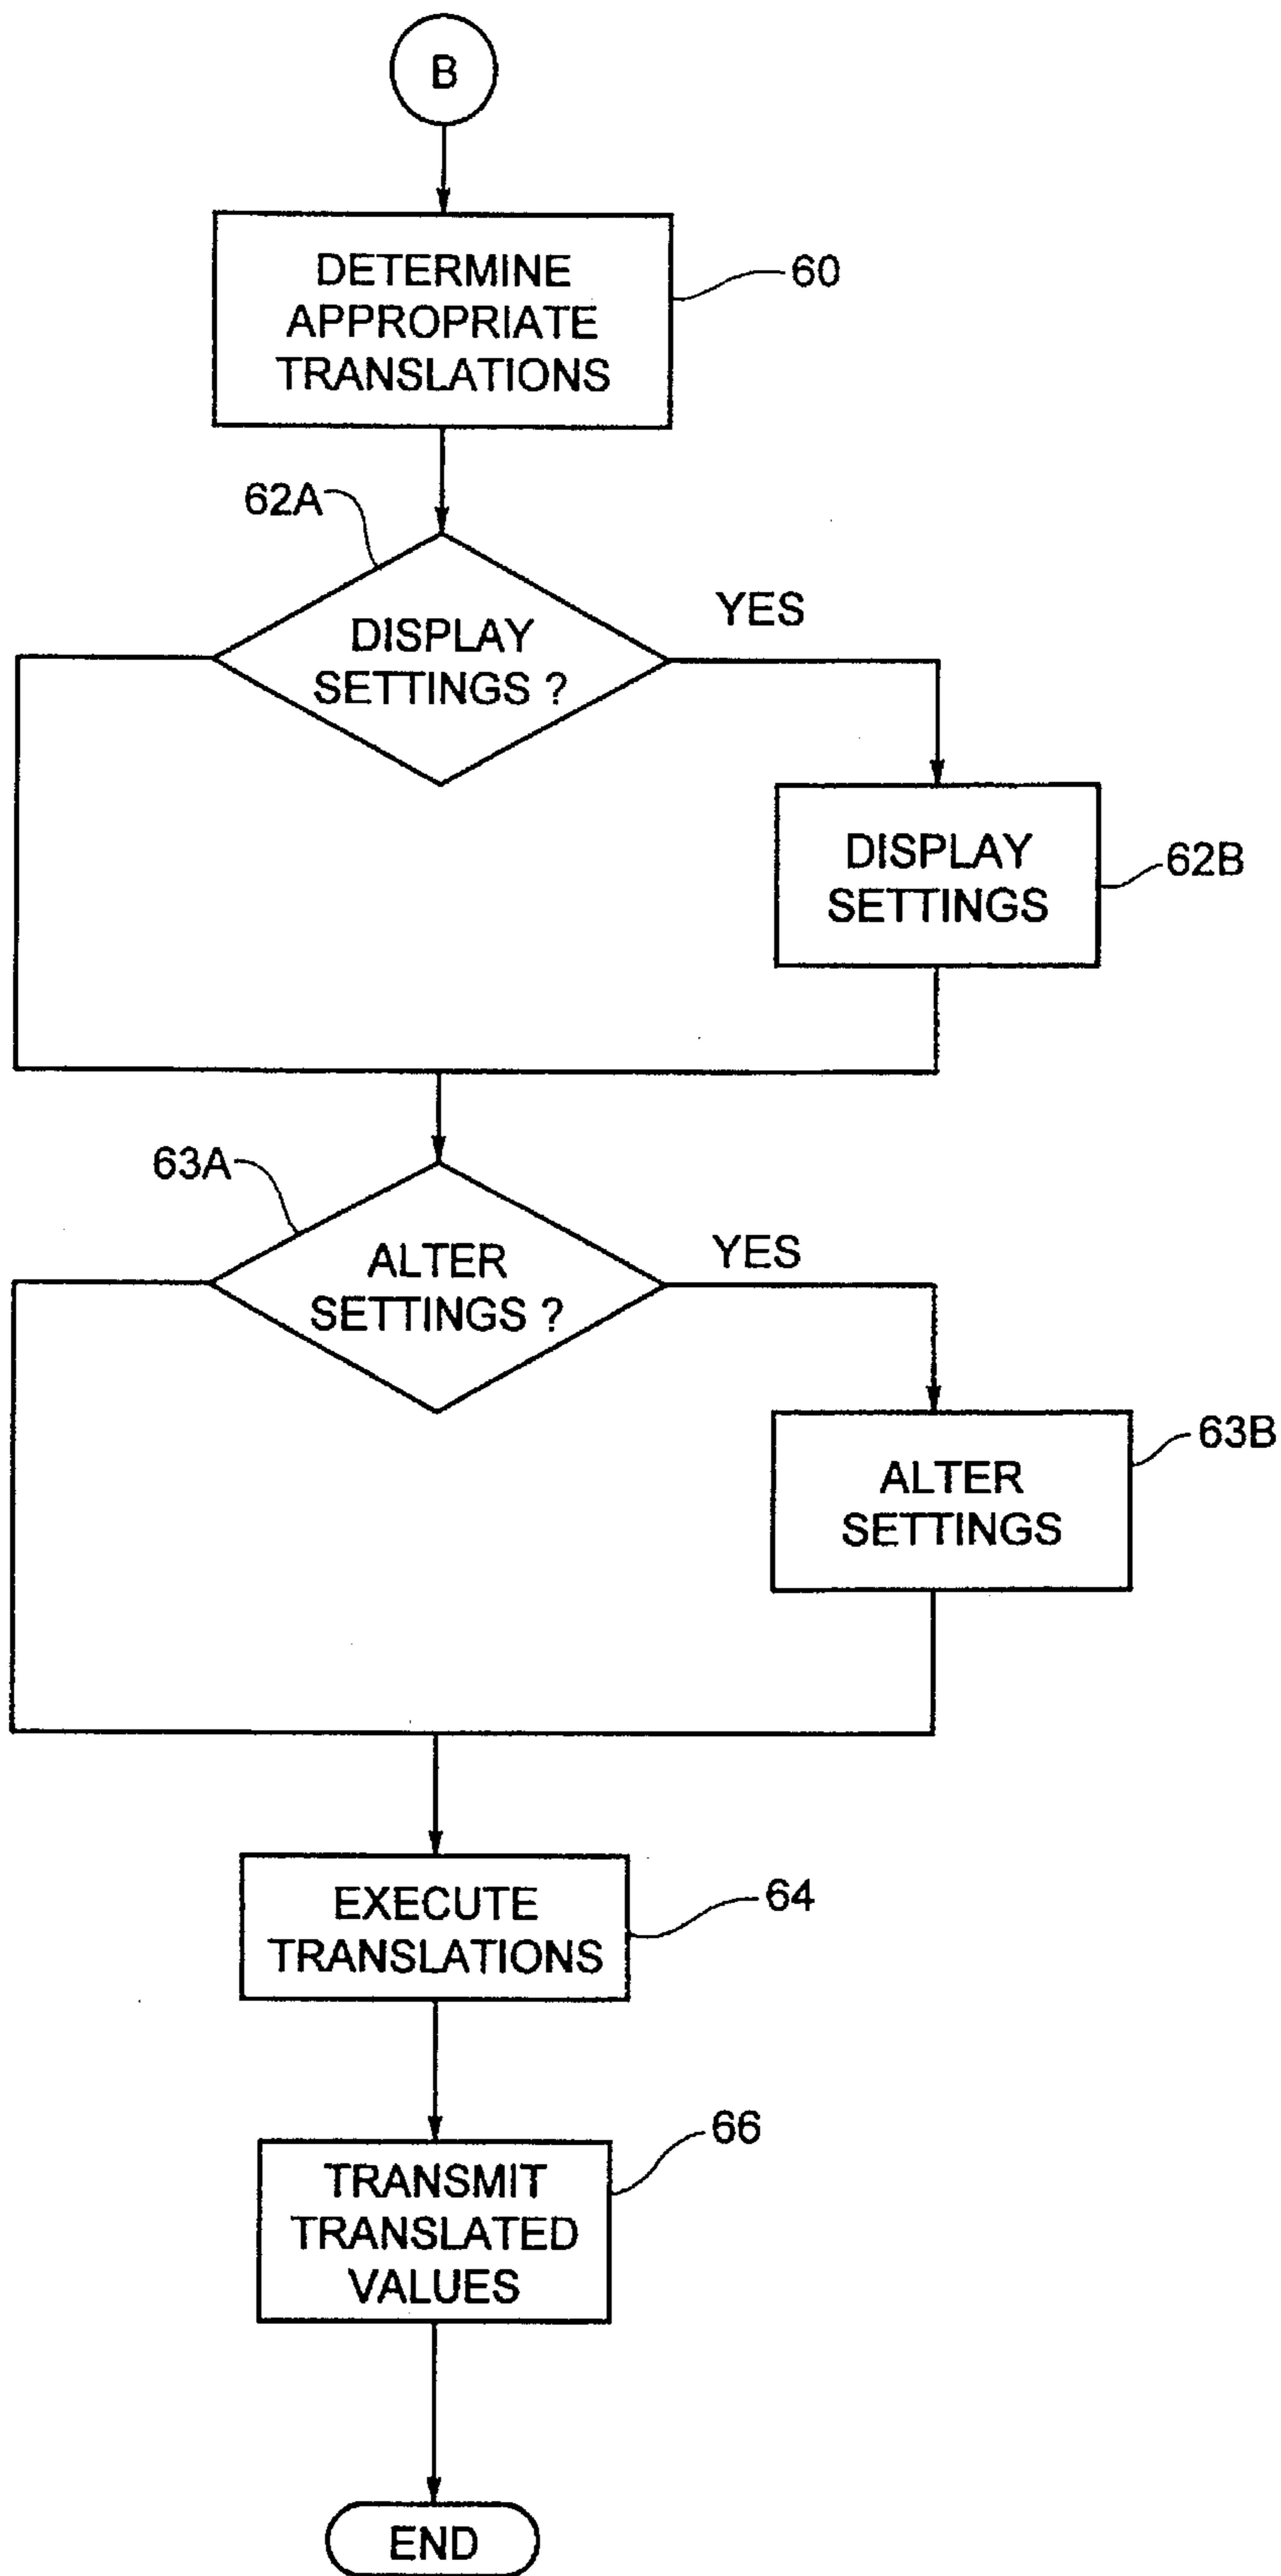 B
DETERMINE
APPROPRIATE
TRANSLATIONS
60
62A
DISPLAY
SETTINGS ?
YES
DISPLAY
SETTINGS
62B
63A
ALTER
SETTINGS ?
YES
ALTER
SETTINGS
63B
EXECUTE
TRANSLATIONS
64
TRANSMIT
TRANSLATED
VALUES
66
END